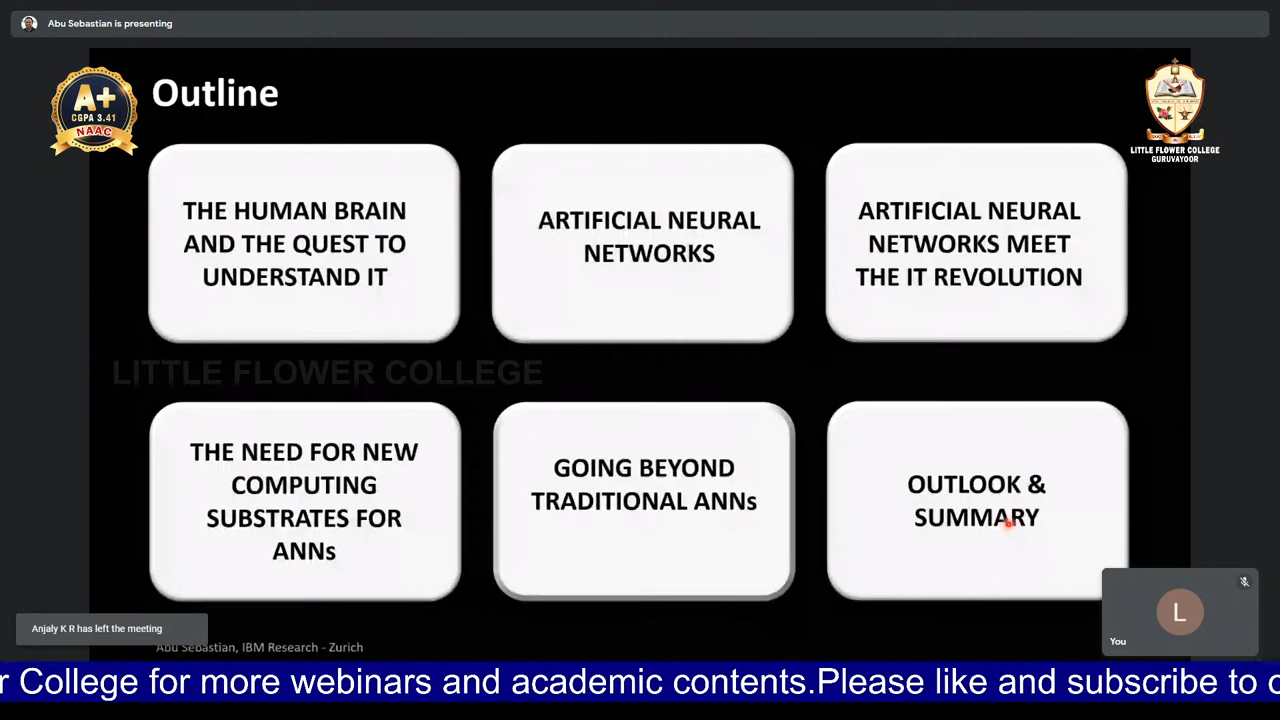 Abu Sebastian is presenting
A+
CGPA 3.41
NAAC
Outline
LITTLE FLOWER COLLEGE
GURUVAYOOR
THE HUMAN BRAIN
AND THE QUEST TO
UNDERSTAND IT
ARTIFICIAL NEURAL
NETWORKS
ARTIFICIAL NEURAL
NETWORKS MEET
THE IT REVOLUTION
LITTLE FLOWER COLLEGE
THE NEED FOR NEW
COMPUTING
SUBSTRATES FOR
ANNs
GOING BEYOND
TRADITIONAL ANNs
OUTLOOK &
SUMMARY
L
You
Anjaly K R has left the meeting
Abu Sebastian, IBM Research - Zurich
r College for more webinars and academic contents.Please like and subscribe to